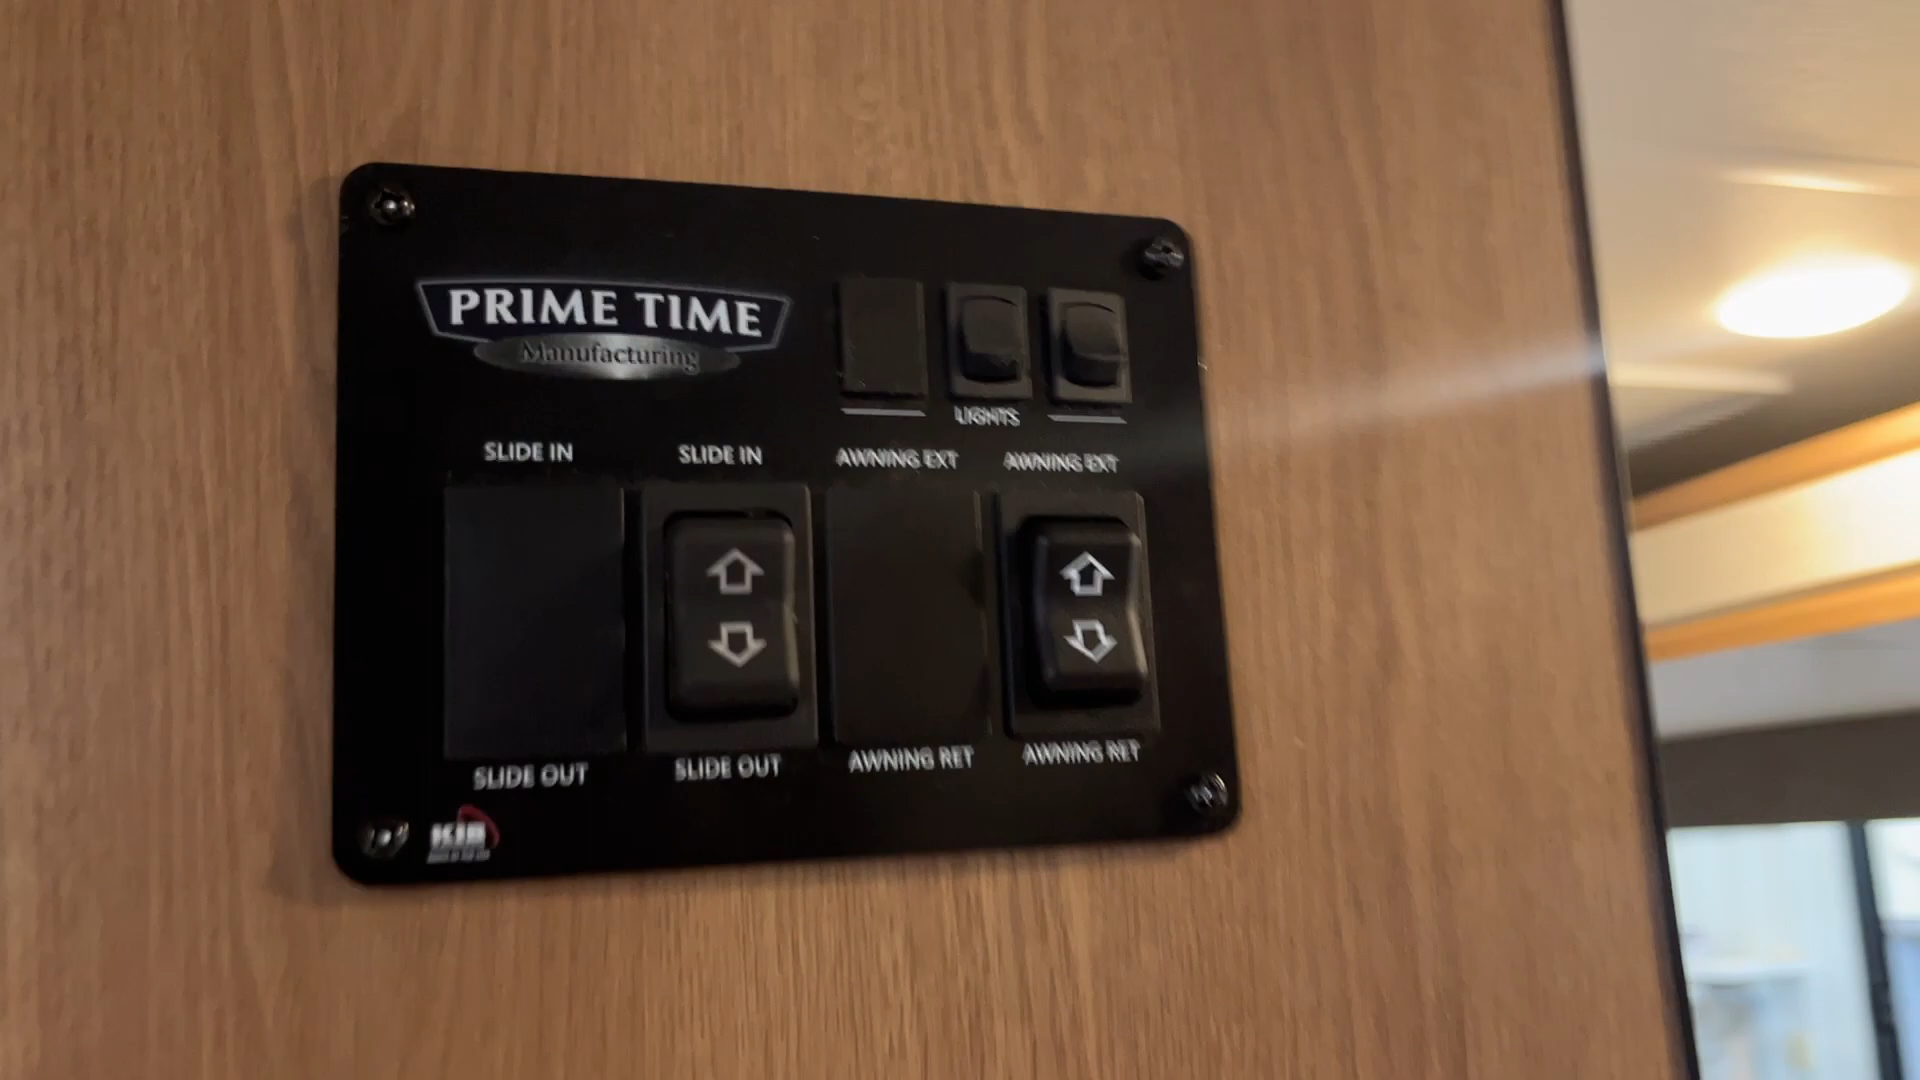 PRIME TIME
Manufacturing
LIGHTS
SLIDE IN SLIDE IN AWNING EXT AWNING EXT
SLIDE OUT SLIDE OUT AWNING RET AWNING RET
KIB